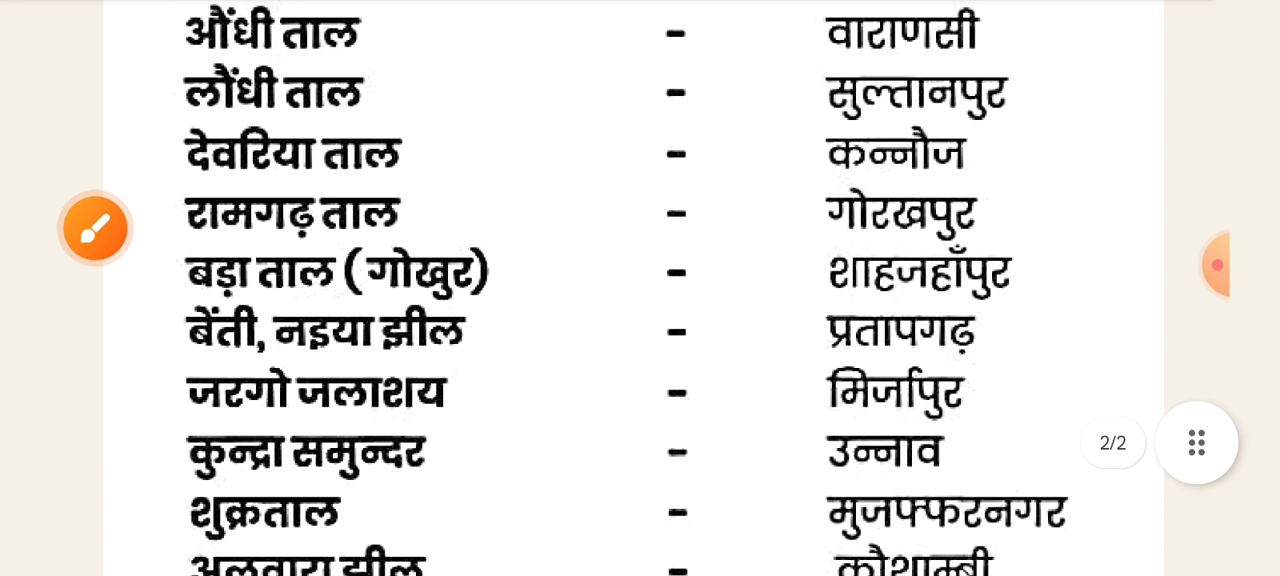 औंधी ताल - वाराणसी
लौंधी ताल - सुल्तानपुर
देवरिया ताल - कन्नौज
रामगढ़ ताल - गोरखपुर
बड़ा ताल (गोखुर) - शाहजहाँपुर
बेंती, नइया झील - प्रतापगढ़
जरगो जलाशय - मिर्जापुर
कुन्द्रा समुन्दर - उन्नाव
2/2
शुक्रताल - मुजफ्फरनगर
अलवारा झील - कौशाम्बी